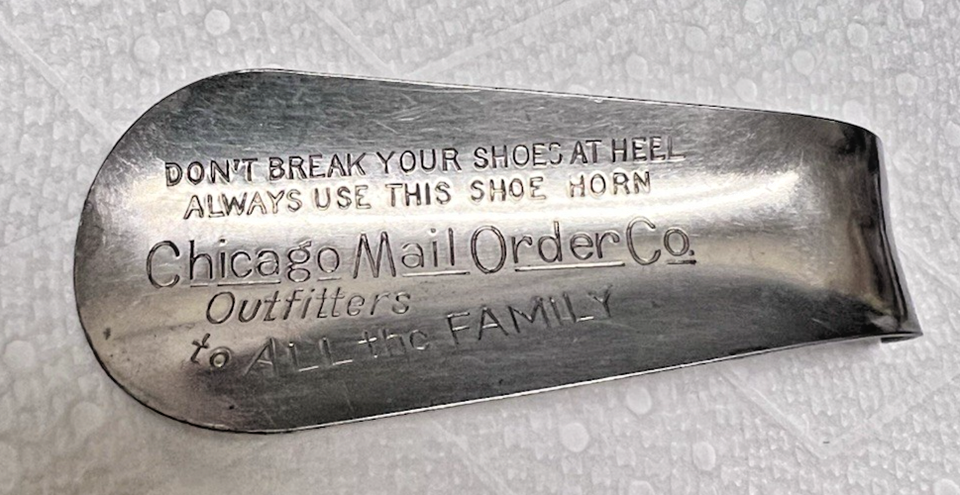 DON'T BREAK YOUR SHOES AT HEEL
ALWAYS USE THIS SHOE HORN
Chicago Mail Order Co.
Outfitters
to ALL the FAMILY